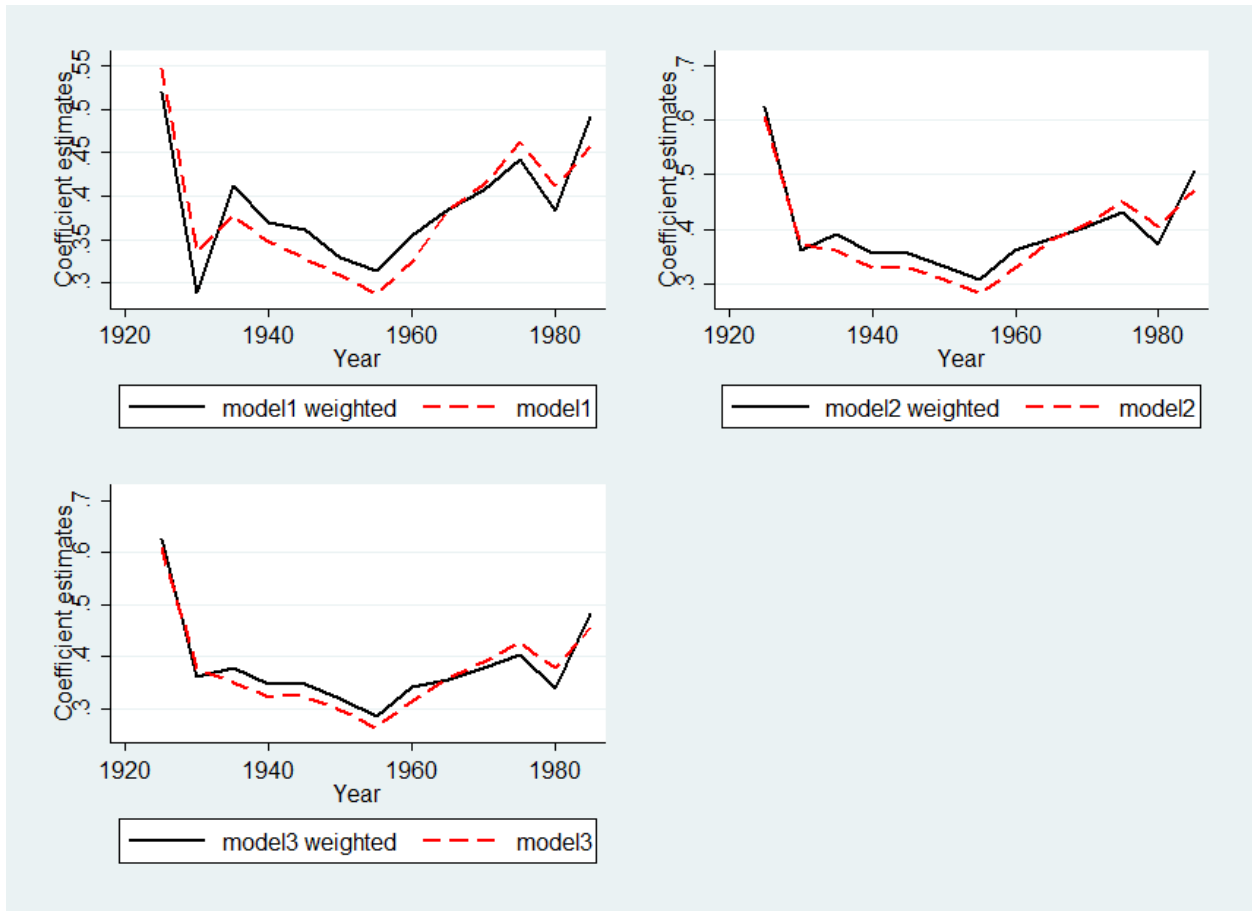 Coefficient estimates
.3 .35 .4 .45 .5 .55
1920 1940 1960 1980
Year
model1 weighted model1
Coefficient estimates
.3 .4 .5 .6 .7
1920 1940 1960 1980
Year
model2 weighted model2
Coefficient estimates
.3 .4 .5 .6 .7
1920 1940 1960 1980
Year
model3 weighted model3